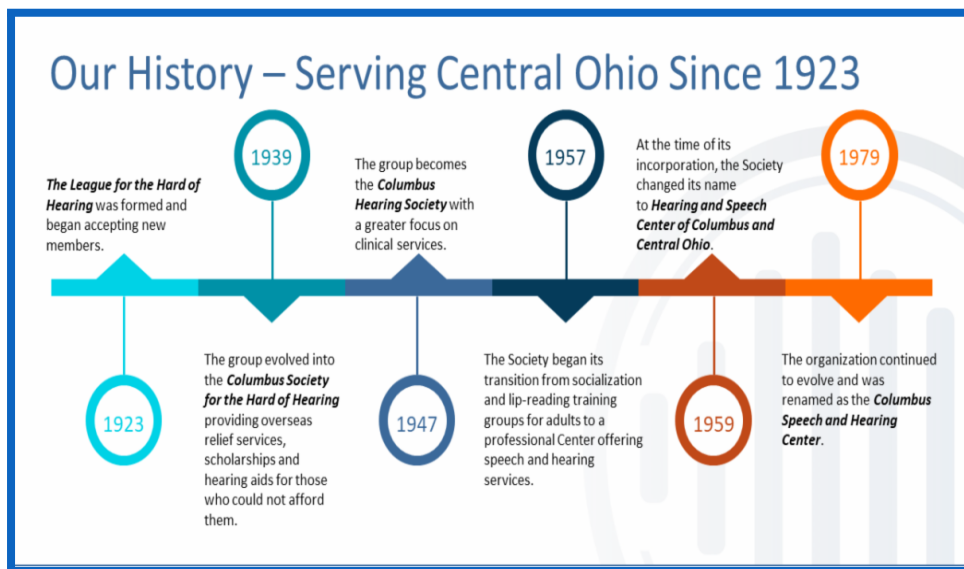 Our History – Serving Central Ohio Since 1923
The League for the Hard of
Hearing was formed and
began accepting new
members.
1923
1939
The group evolved into
the Columbus Society
for the Hard of Hearing
providing overseas
relief services,
scholarships and
hearing aids for those
who could not afford
them.
The group becomes
the Columbus
Hearing Society with
a greater focus on
clinical services.
1947
1957
The Society began its
transition from socialization
and lip-reading training
groups for adults to a
professional Center offering
speech and hearing
services.
At the time of its
incorporation, the Society
changed its name
to Hearing and Speech
Center of Columbus and
Central Ohio.
1959
1979
The organization continued
to evolve and was
renamed as the Columbus
Speech and Hearing
Center.